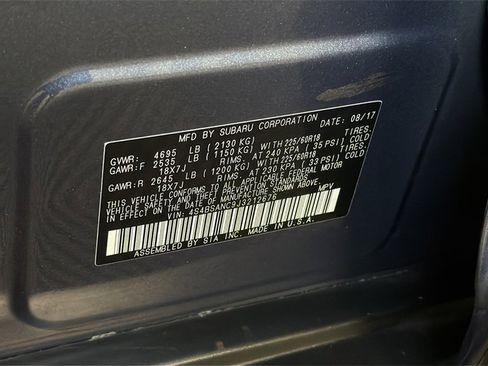 MFD BY SUBARU CORPORATION DATE: 08/17
GVWR: 4695 LB (2130 KG)
GAWR:F 2535 LB (1150 KG) WITH 225/60R18 TIRES.
18X7J RIMS. AT 240 KPA (35 PSI) COLD
GAWR:R 2645 LB (1200 KG) WITH 225/60R18 TIRES.
18X7J RIMS. AT 230 KPA (33 PSI) COLD
THIS VEHICLE CONFORMS TO ALL APPLICABLE FEDERAL MOTOR
VEHICLE SAFETY AND THEFT PREVENTION STANDARDS IN EFFECT ON
THE DATE OF MANUFACTURE SHOWN ABOVE.
VIN: 4S4BSANC9J3212676 MPV
ASSEMBLED BY SIA INC. MADE IN U.S.A.